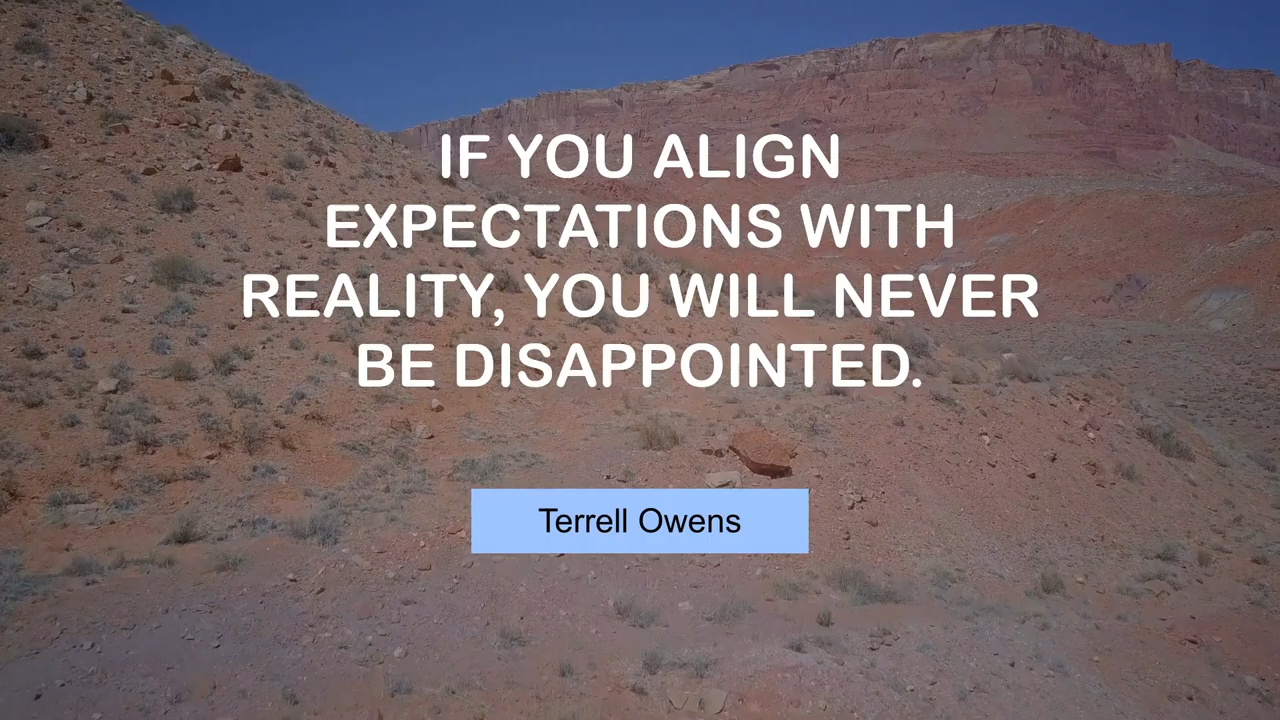 IF YOU ALIGN
EXPECTATIONS WITH
REALITY, YOU WILL NEVER
BE DISAPPOINTED.
Terrell Owens